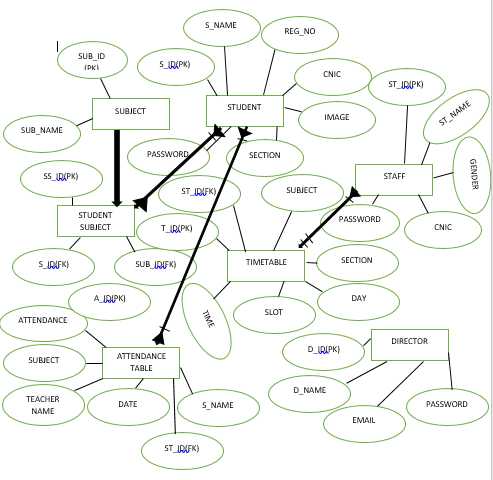 S_NAME
REG_NO
SUB_ID
(PK)
S_ID(PK)
CNIC
ST_ID(PK)
SUBJECT
STUDENT
IMAGE
ST_NAME
SUB_NAME
PASSWORD
SECTION
SS_ID(PK)
ST_ID(FK)
SUBJECT
STAFF
GENDER
STUDENT
SUBJECT
T_ID(PK)
PASSWORD
CNIC
S_ID(FK)
SUB_ID(FK)
TIMETABLE
SECTION
A_ID(PK)
TIME
SLOT
DAY
ATTENDANCE
SUBJECT
ATTENDANCE
TABLE
D_ID(PK)
DIRECTOR
TEACHER
NAME
DATE
S_NAME
D_NAME
EMAIL
PASSWORD
ST_ID(FK)